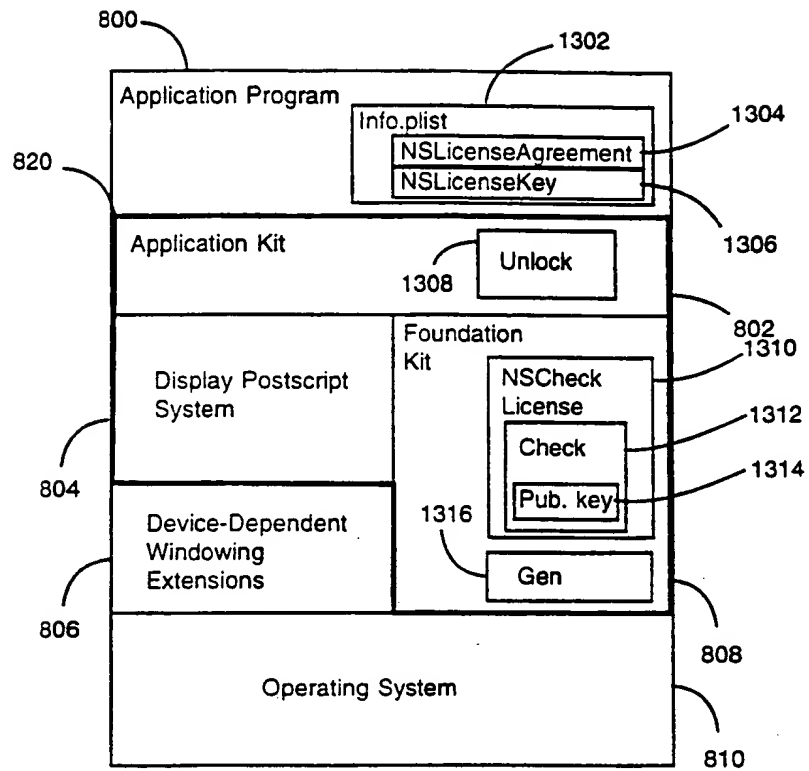 800
1302
Application Program
Info.plist
1304
NSLicenseAgreement
820
NSLicenseKey
1306
Application Kit
Unlock
1308
802
Foundation
Kit
1310
NSCheck
License
Display Postscript
System
1312
Check
804
1314
Pub. key
1316
Device-Dependent
Windowing
Extensions
Gen
806
808
Operating System
810